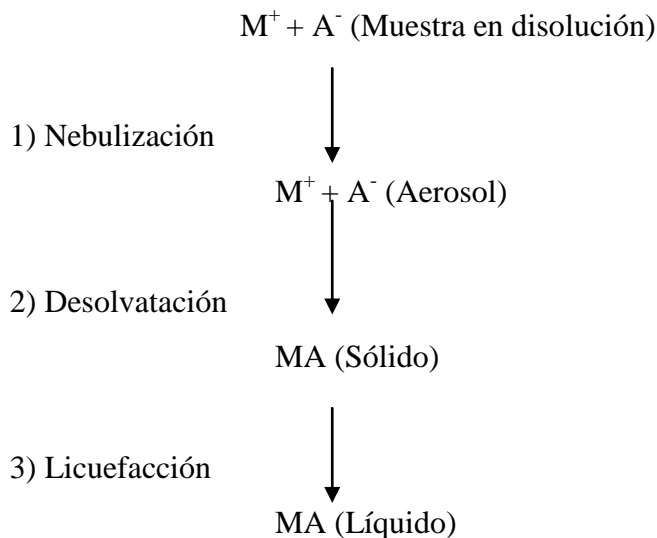 M⁺ + A⁻ (Muestra en disolución)
1) Nebulización
M⁺ + A⁻ (Aerosol)
2) Desolvatación
MA (Sólido)
3) Licuefacción
MA (Líquido)